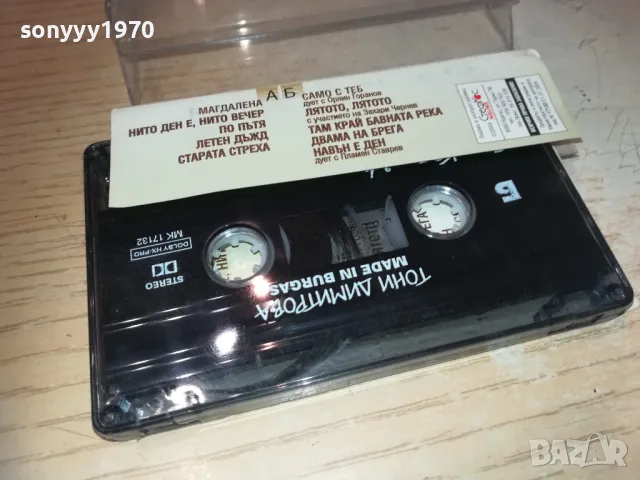 sonyyy1970
А Б
МАГДАЛЕНА
НИТО ДЕН Е, НИТО ВЕЧЕР
ПО ПЪТЯ
ЛЕТЕН ДЪЖД
СТАРАТА СТРЕХА
САМО С ТЕБ
дует с Орлин Горанов
ЛЯТОТО, ЛЯТОТО
с участието на Захари Чернев
ТАМ КРАЙ БАВНАТА РЕКА
ДВАМА НА БРЕГА
НАВЪН Е ДЕН
дует с Пламен Ставрев
Б
ТОНИ ДИМИТРОВА
MADE IN BURGAS
STEREO
DOLBY HX-PRO
MK 17132
BAZAR